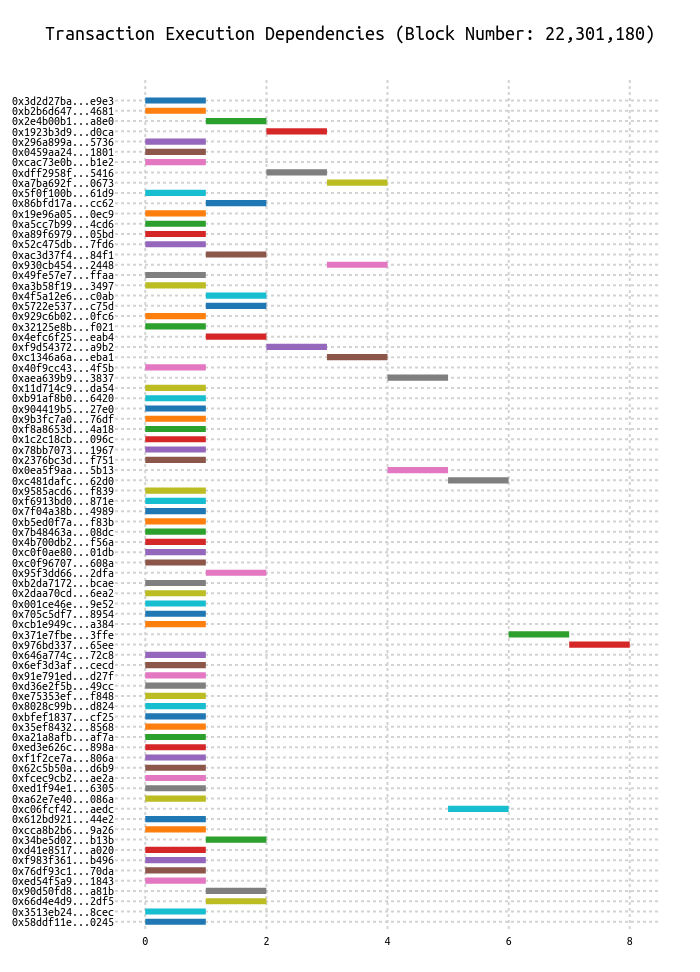 Transaction Execution Dependencies (Block Number: 22,301,180)
0x3d2d27ba...e9e3
0xb2b6d647...4681
0x2e4b00b1...a8e0
0x1923b3d9...d0ca
0x296a899a...5736
0x0459aa24...1801
0xcac73e0b...b1e2
0xdff2958f...5416
0xa7ba692f...0673
0x5f0f100b...61d9
0x86bfd17a...cc62
0x19e96a05...0ec9
0xa5cc7b99...4cd6
0xa89f6979...05bd
0x52c475db...7fd6
0xac3d37f4...84f1
0x930cb454...2448
0x49fe57e7...ffaa
0xa3b58f19...3497
0x4f5a12e6...c0ab
0x5722e537...c75d
0x929c6b02...0fc6
0x32125e8b...f021
0x4efc6f25...eab4
0xf9d54372...a9b2
0xc1346a6a...eba1
0x40f9cc43...4f5b
0xaea639b9...3837
0x11d714c9...da54
0xb91af8b0...6420
0x904419b5...27e0
0x9b3fc7a0...76df
0xf8a8653d...4a18
0x1c2c18cb...096c
0x78bb7073...1967
0x2376bc3d...f751
0x0ea5f9aa...5b13
0xc481dafc...62d0
0x9585acd6...f839
0xf6913bd0...871e
0x7f04a38b...4989
0xb5ed0f7a...f83b
0x7b48463a...08dc
0x4b700db2...f56a
0xc0f0ae80...01db
0xc0f96707...608a
0x95f3dd66...2dfa
0xb2da7172...bcae
0x2daa70cd...6ea2
0x001ce46e...9e52
0x705c5df7...8954
0xcb1e949c...a384
0x371e7fbe...3ffe
0x976bd337...65ee
0x646a774c...72c8
0x6ef3d3af...cecd
0x91e791ed...d27f
0xd36e2f5b...49cc
0xe75353ef...f848
0x8028c99b...d824
0xbfef1837...cf25
0x35ef8432...8568
0xa21a8afb...af7a
0xed3e626c...898a
0xf1f2ce7a...806a
0x62c5b50a...d6b9
0xfcec9cb2...ae2a
0xed1f94e1...6305
0xa62e7e40...086a
0xc06fcf42...aedc
0x612bd921...44e2
0xcca8b2b6...9a26
0x34be5d02...b13b
0xd41e8517...a020
0xf983f361...b496
0x76df93c1...70da
0xed54f5a9...1843
0x90d50fd8...a81b
0x66d4e4d9...2df5
0x3513eb24...8cec
0x58ddf11e...0245
0 2 4 6 8